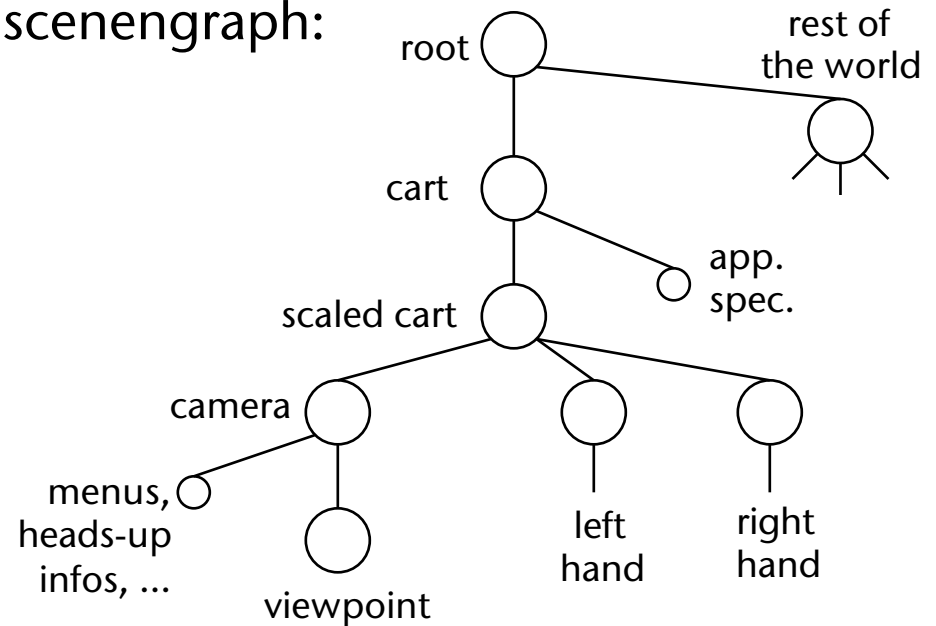 scenengraph:
root
rest of
the world
cart
app.
spec.
scaled cart
camera
menus,
heads-up
infos, ...
viewpoint
left
hand
right
hand